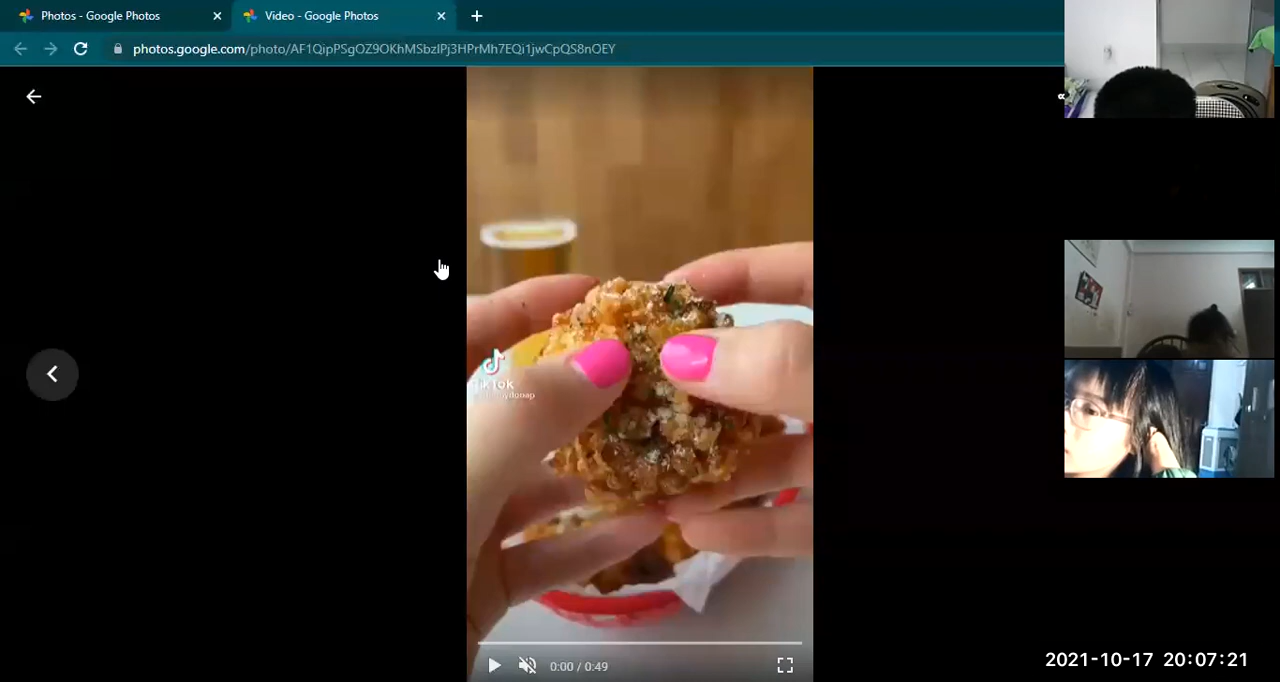 Photos - Google Photos
Video - Google Photos
photos.google.com/photo/AF1QipPSgOZ9OKhMSbzlPj3HPrMh7EQi1jwCpQS8nOEY
TikTok
0:00 / 0:49
2021-10-17 20:07:21